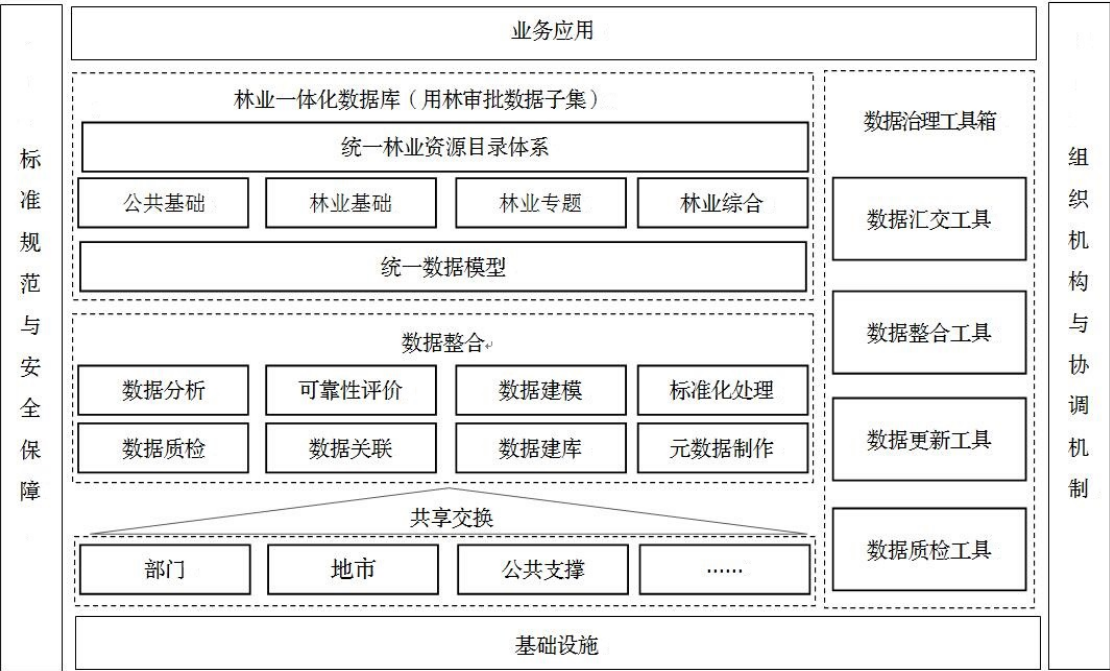 业务应用
标准规范与安全保障
林业一体化数据库（用林审批数据子集）
统一林业资源目录体系
公共基础 林业基础 林业专题 林业综合
统一数据模型
数据整合
数据分析 可靠性评价 数据建模 标准化处理
数据质检 数据关联 数据建库 元数据制作
共享交换
部门 地市 公共支撑 ……
数据治理工具箱
数据汇交工具
数据整合工具
数据更新工具
数据质检工具
组织机构与协调机制
基础设施